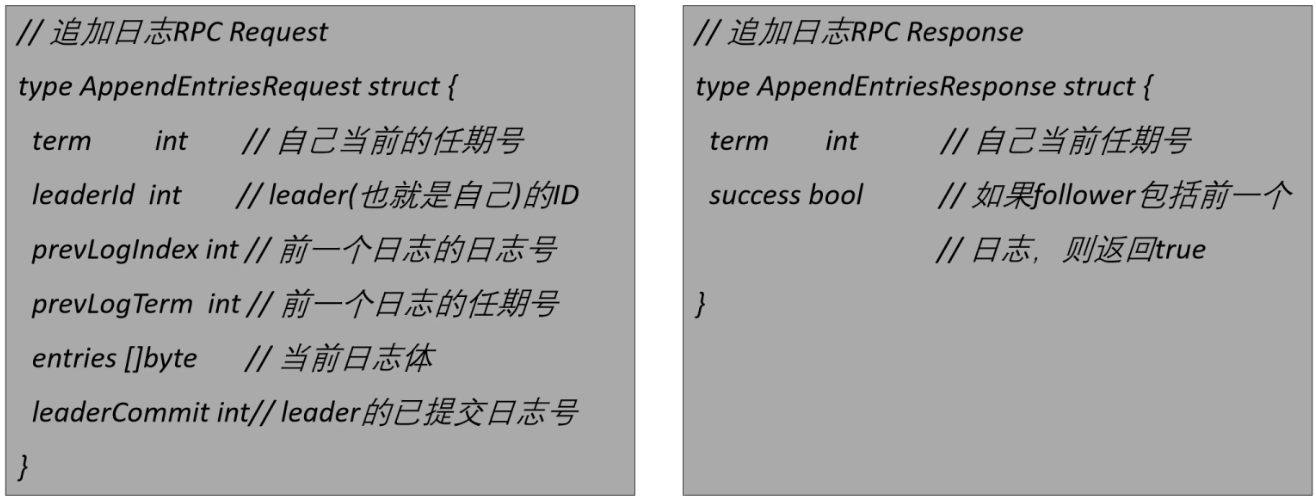 // 追加日志RPC Request
type AppendEntriesRequest struct {
term int // 自己当前的任期号
leaderId int // leader(也就是自己)的ID
prevLogIndex int // 前一个日志的日志号
prevLogTerm int // 前一个日志的任期号
entries []byte // 当前日志体
leaderCommit int// leader的已提交日志号
}
// 追加日志RPC Response
type AppendEntriesResponse struct {
term int // 自己当前任期号
success bool // 如果follower包括前一个
// 日志，则返回true
}